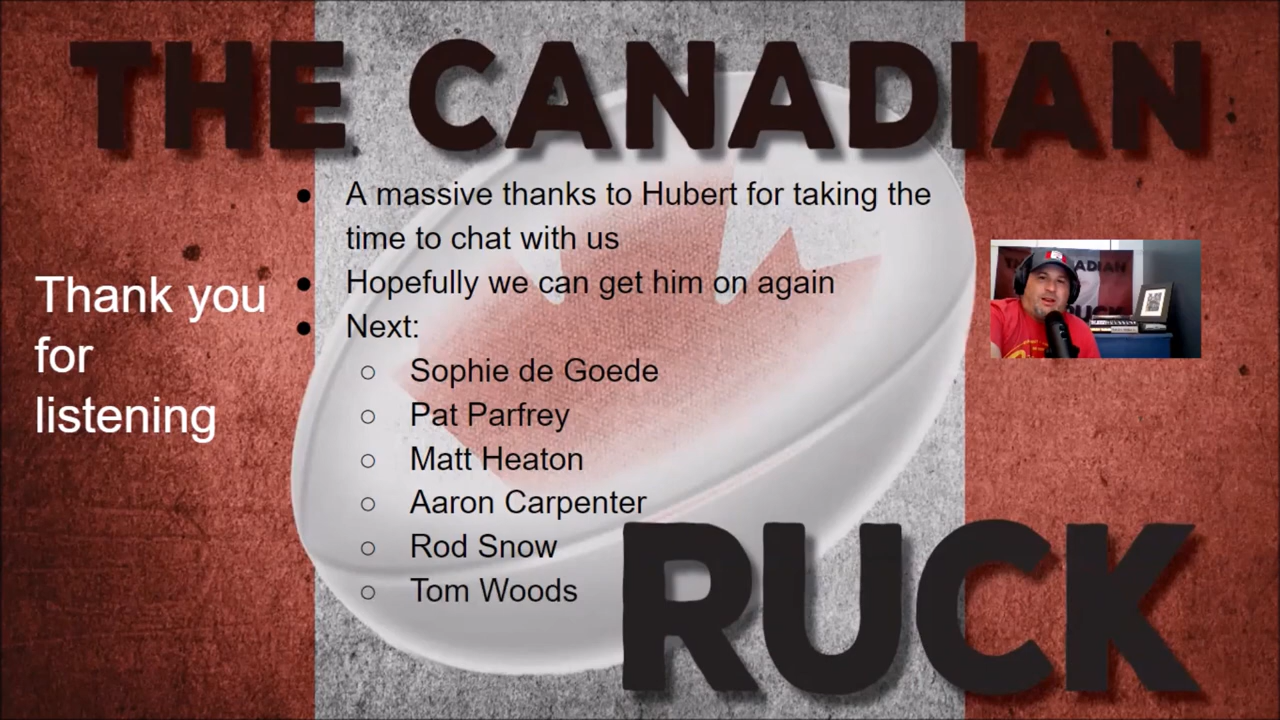 THE CANADIAN
Thank you
for
listening
● A massive thanks to Hubert for taking the
time to chat with us
● Hopefully we can get him on again
● Next:
○ Sophie de Goede
○ Pat Parfrey
○ Matt Heaton
○ Aaron Carpenter
○ Rod Snow
○ Tom Woods
RUCK